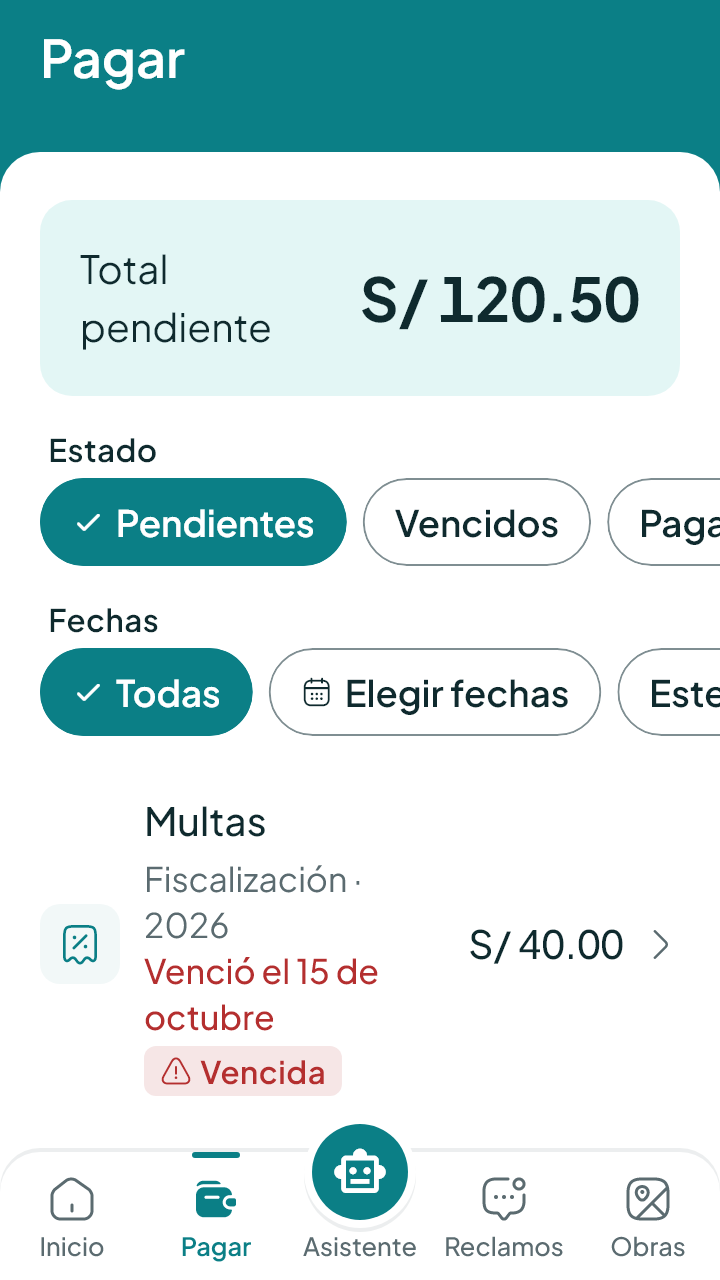 Pagar
Total
pendiente
S/ 120.50
Estado
Pendientes
Vencidos
Paga
Fechas
Todas
Elegir fechas
Este
Multas
Fiscalización ·
2026
Venció el 15 de
octubre
Vencida
S/ 40.00
Inicio
Pagar
Asistente
Reclamos
Obras